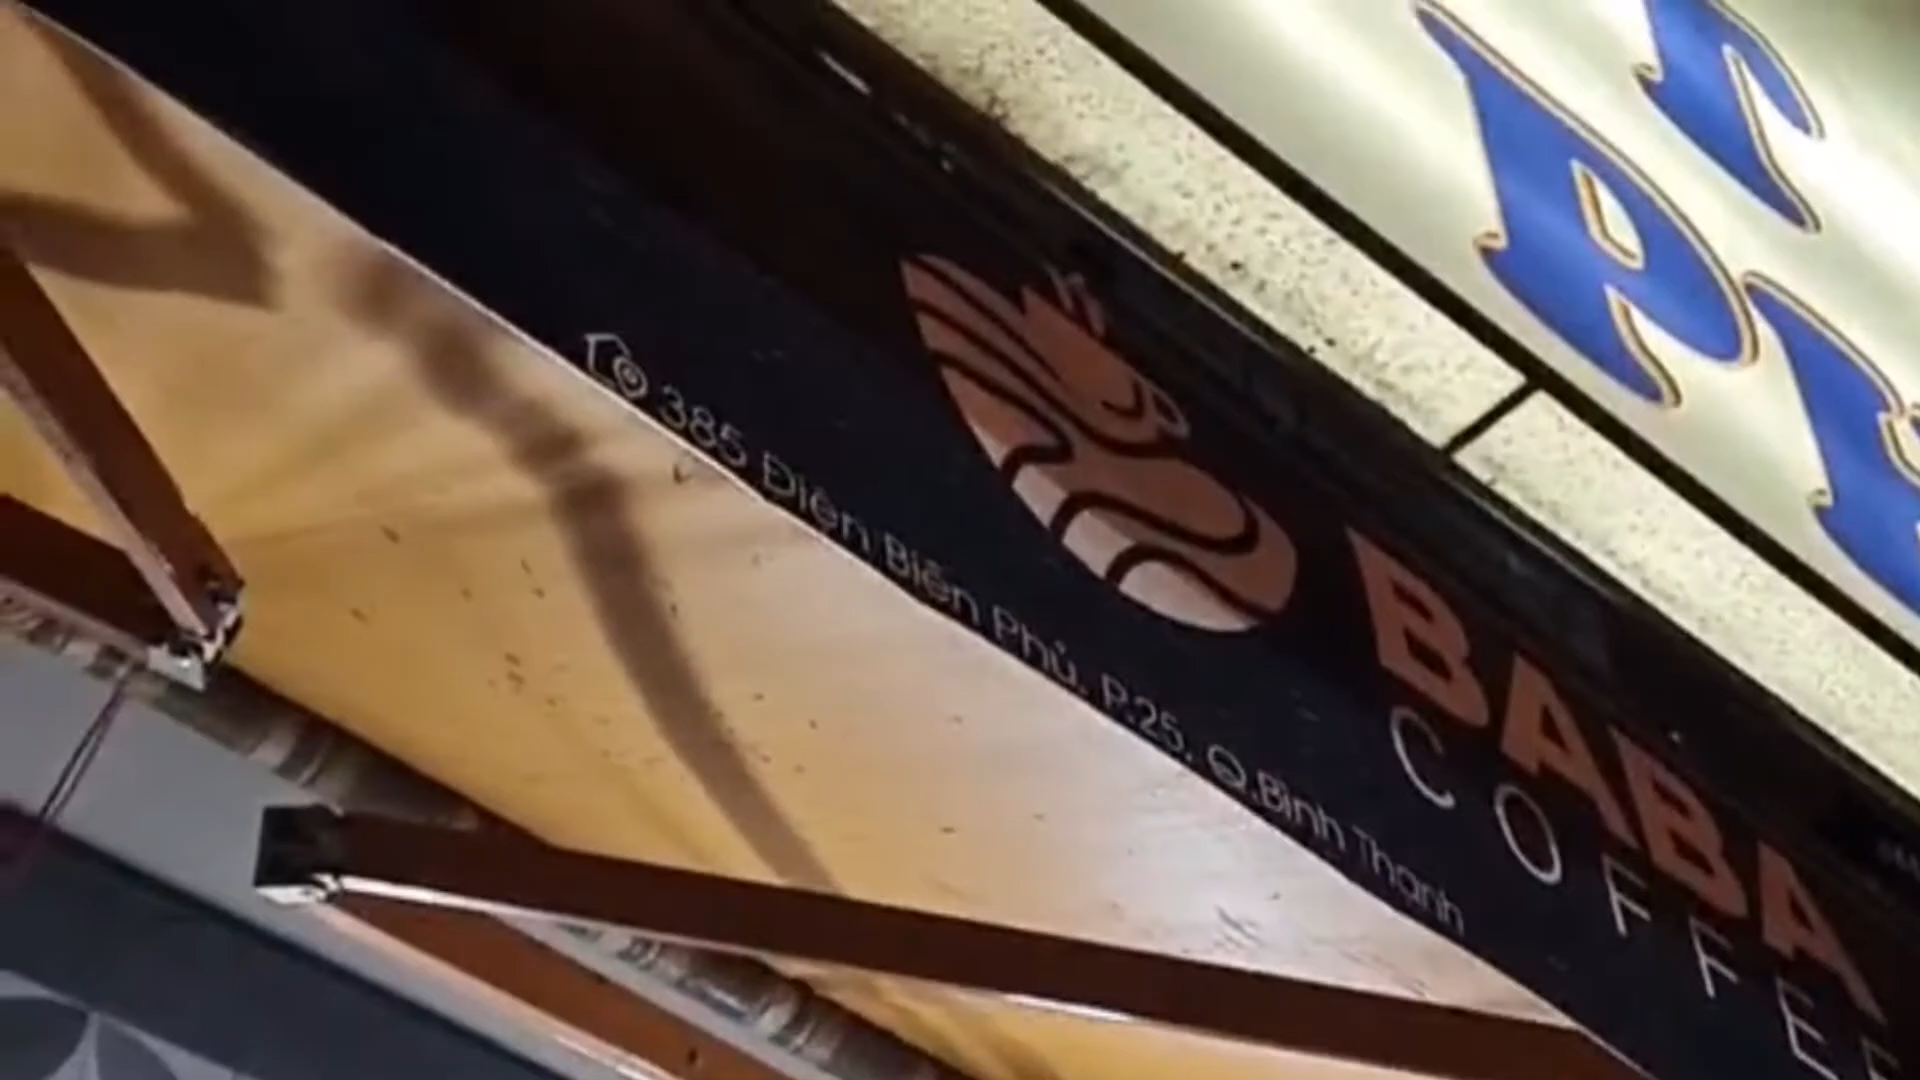 BABA
COFFEE
385 Điện Biên Phủ, P.25, Q.Bình Thạnh